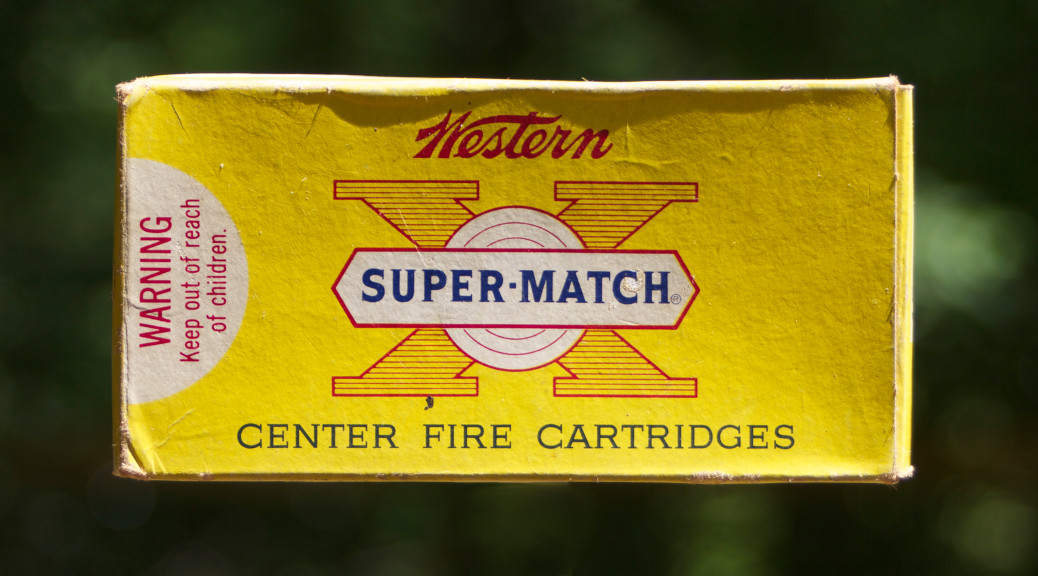 Western
SUPER-MATCH®
CENTER FIRE CARTRIDGES
WARNING
Keep out of reach
of children.